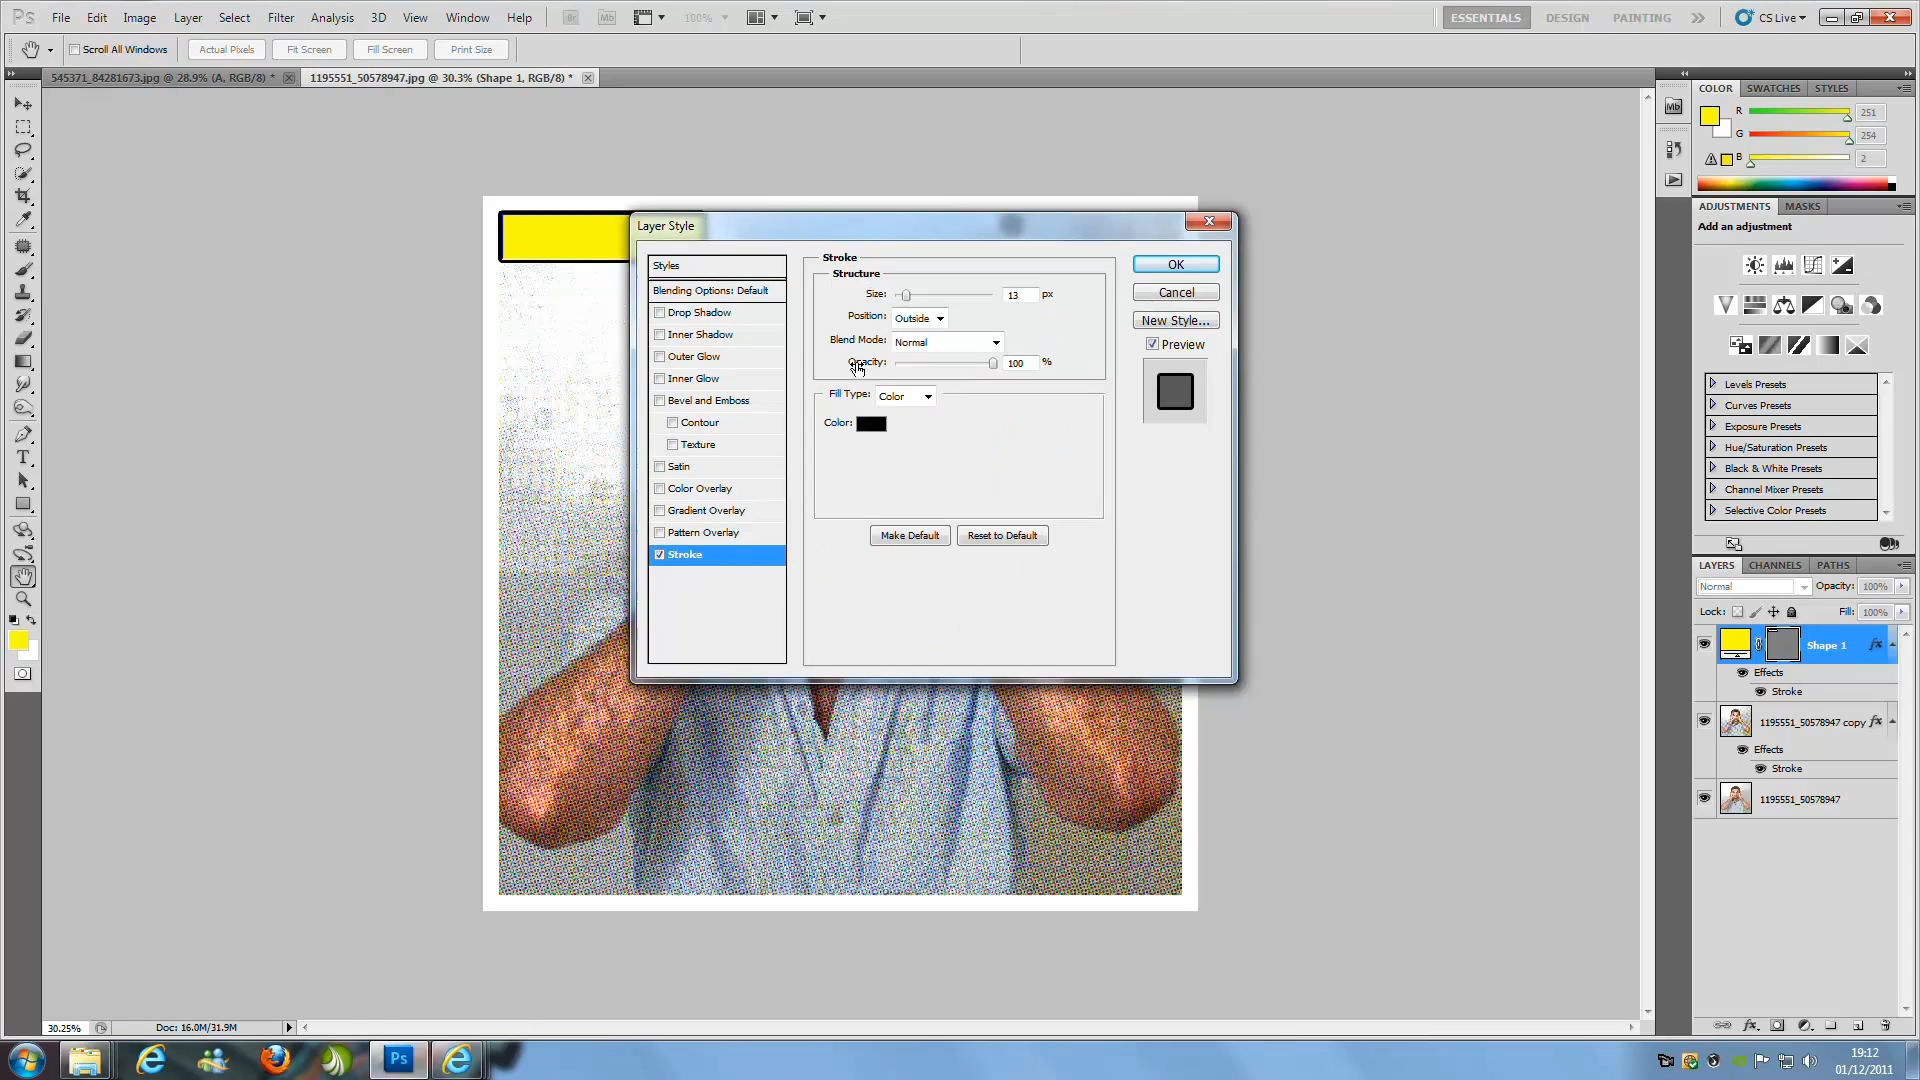 Ps File Edit Image Layer Select Filter Analysis 3D View Window Help Br Mb 100% ESSENTIALS DESIGN PAINTING CS Live
Scroll All Windows Actual Pixels Fit Screen Fill Screen Print Size
545371_84281673.jpg @ 28.9% (A, RGB/8) * 1195551_50578947.jpg @ 30.3% (Shape 1, RGB/8) *
COLOR SWATCHES STYLES
Mb
R 251
G 254
B 2
ADJUSTMENTS MASKS
Add an adjustment
Levels Presets
Curves Presets
Exposure Presets
Hue/Saturation Presets
Black & White Presets
Channel Mixer Presets
Selective Color Presets
LAYERS CHANNELS PATHS
Normal Opacity: 100%
Lock: Fill: 100%
Shape 1 fx
Effects
Stroke
1195551_50578947 copy fx
Effects
Stroke
1195551_50578947
fx
Layer Style
Styles
Blending Options: Default
Drop Shadow
Inner Shadow
Outer Glow
Inner Glow
Bevel and Emboss
Contour
Texture
Satin
Color Overlay
Gradient Overlay
Pattern Overlay
Stroke
Stroke
Structure
Size: 13 px
Position: Outside
Blend Mode: Normal
Opacity: 100 %
Fill Type: Color
Color:
Make Default Reset to Default
OK
Cancel
New Style...
Preview
T
30.25% Doc: 16.0M/31.9M
Ps
19:12
01/12/2011